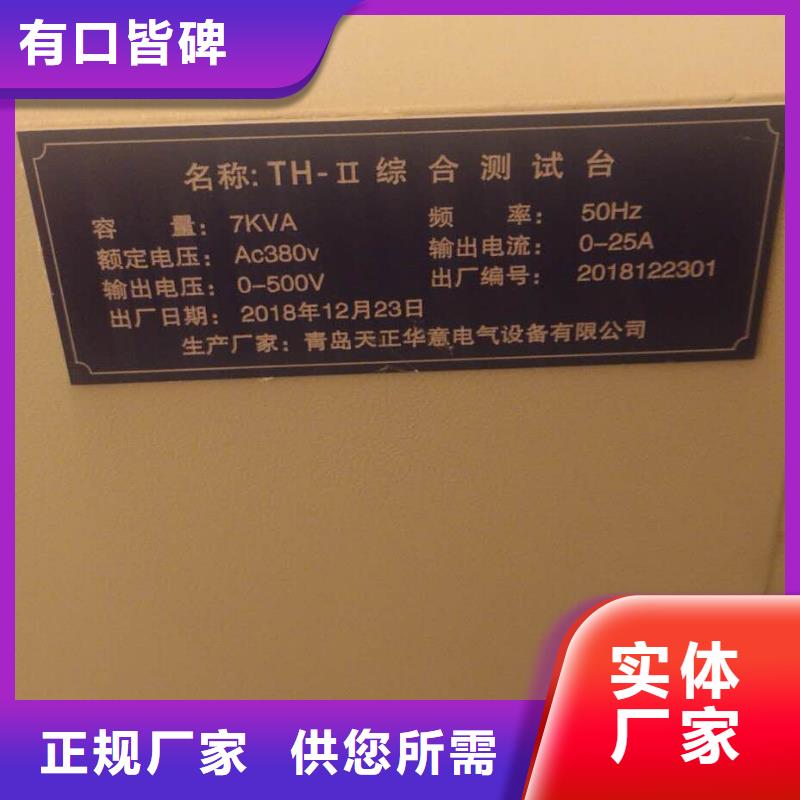 有口皆碑
名称: TH-Ⅱ 综合测试台
容 量: 7KVA 频 率: 50Hz
额定电压: Ac380v 输出电流: 0-25A
输出电压: 0-500V 出厂编号: 2018122301
出厂日期: 2018年12月23日
生产厂家: 青岛天正华意电气设备有限公司
实体
厂家
正规厂家 供您所需